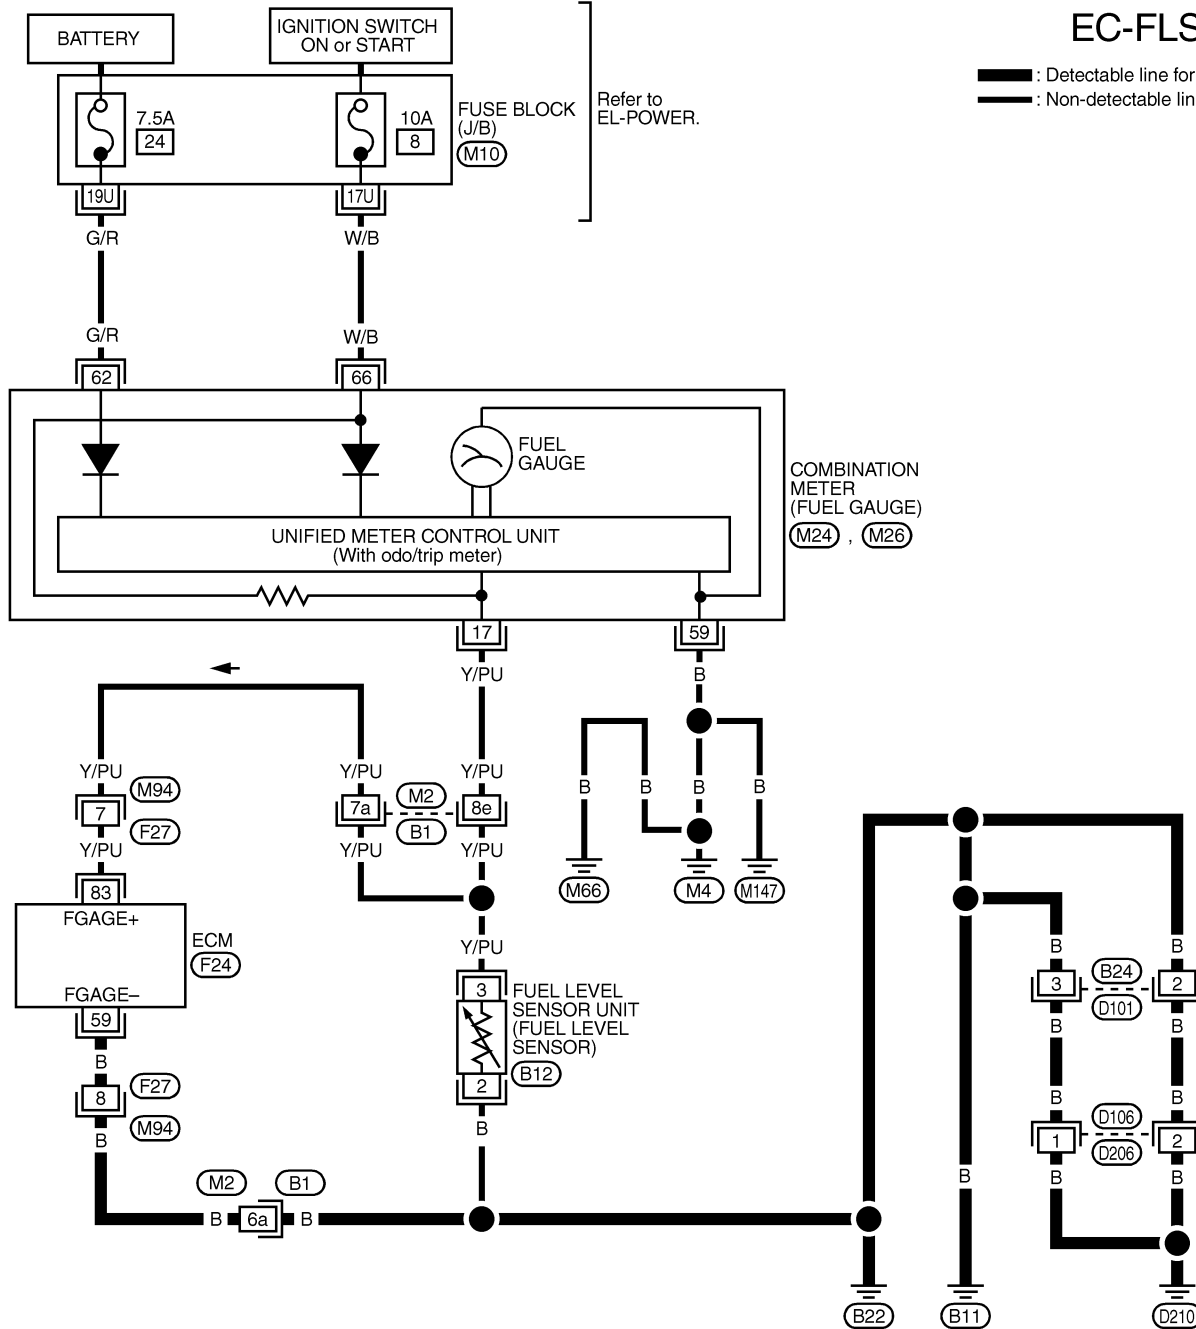 EC-FLS
: Detectable line for
: Non-detectable lin
BATTERY
IGNITION SWITCH
ON or START
7.5A
24
10A
8
FUSE BLOCK
(J/B)
M10
Refer to
EL-POWER.
19U
17U
G/R
W/B
G/R
W/B
62
66
FUEL
GAUGE
UNIFIED METER CONTROL UNIT
(With odo/trip meter)
COMBINATION
METER
(FUEL GAUGE)
M24 , M26
17
59
Y/PU
B
Y/PU
Y/PU
Y/PU
B
B
B
B
7
M94
F27
7a
M2
B1
8e
Y/PU
Y/PU
Y/PU
M66
M4
M147
83
FGAGE+
ECM
F24
FGAGE–
59
Y/PU
3
FUEL LEVEL
SENSOR UNIT
(FUEL LEVEL
SENSOR)
B12
2
B
B
B
3
B24
D101
2
B
B
B
8
F27
M94
B
B
B
1
D106
D206
2
B
B
B
M2
B1
B
6a
B
B22
B11
D210